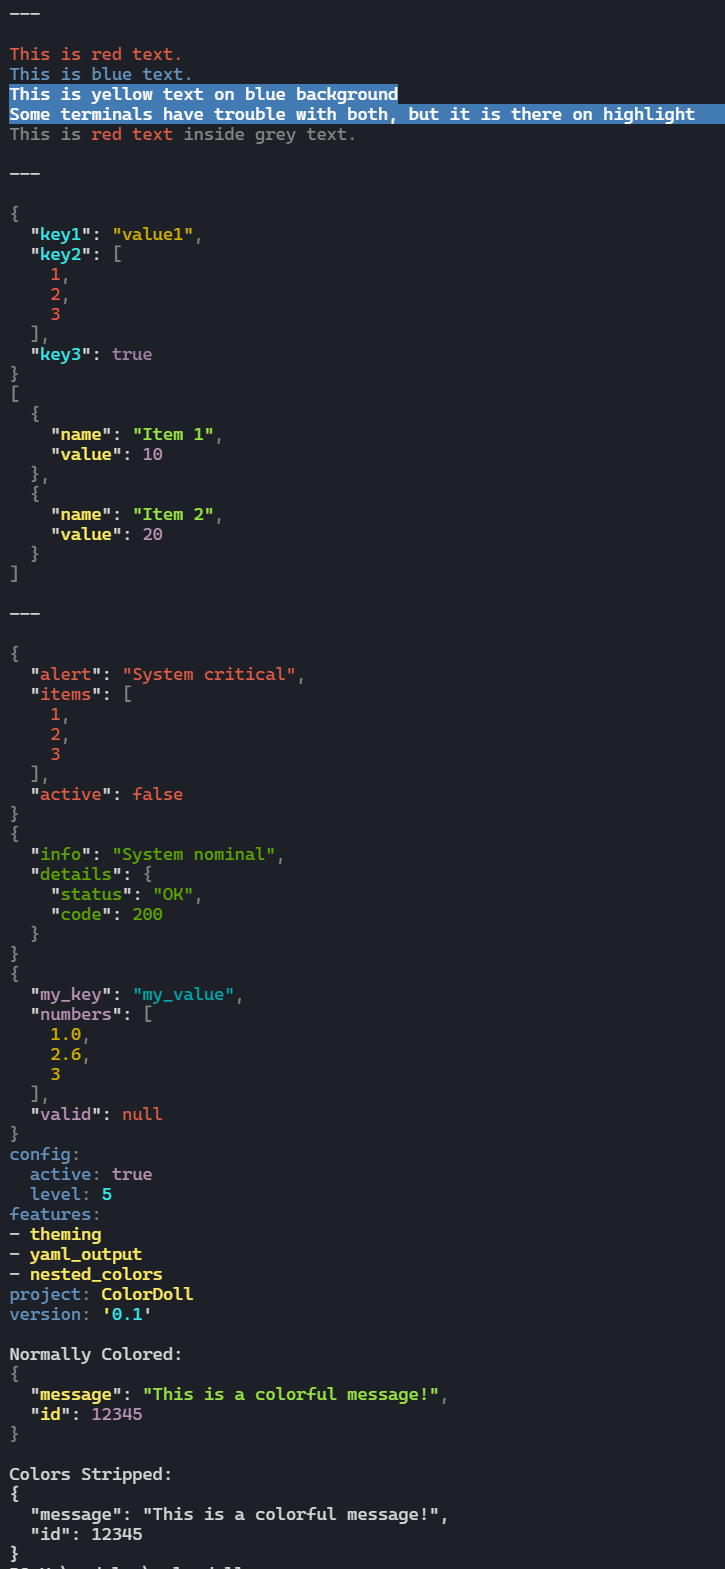 ---
This is red text.
This is blue text.
This is yellow text on blue background
Some terminals have trouble with both, but it is there on highlight
This is red text inside grey text.
---
{
  "key1": "value1",
  "key2": [
    1,
    2,
    3
  ],
  "key3": true
}
[
  {
    "name": "Item 1",
    "value": 10
  },
  {
    "name": "Item 2",
    "value": 20
  }
]
---
{
  "alert": "System critical",
  "items": [
    1,
    2,
    3
  ],
  "active": false
}
{
  "info": "System nominal",
  "details": {
    "status": "OK",
    "code": 200
  }
}
{
  "my_key": "my_value",
  "numbers": [
    1.0,
    2.6,
    3
  ],
  "valid": null
}
config:
  active: true
  level: 5
features:
- theming
- yaml_output
- nested_colors
project: ColorDoll
version: '0.1'
Normally Colored:
{
  "message": "This is a colorful message!",
  "id": 12345
}
Colors Stripped:
{
  "message": "This is a colorful message!",
  "id": 12345
}